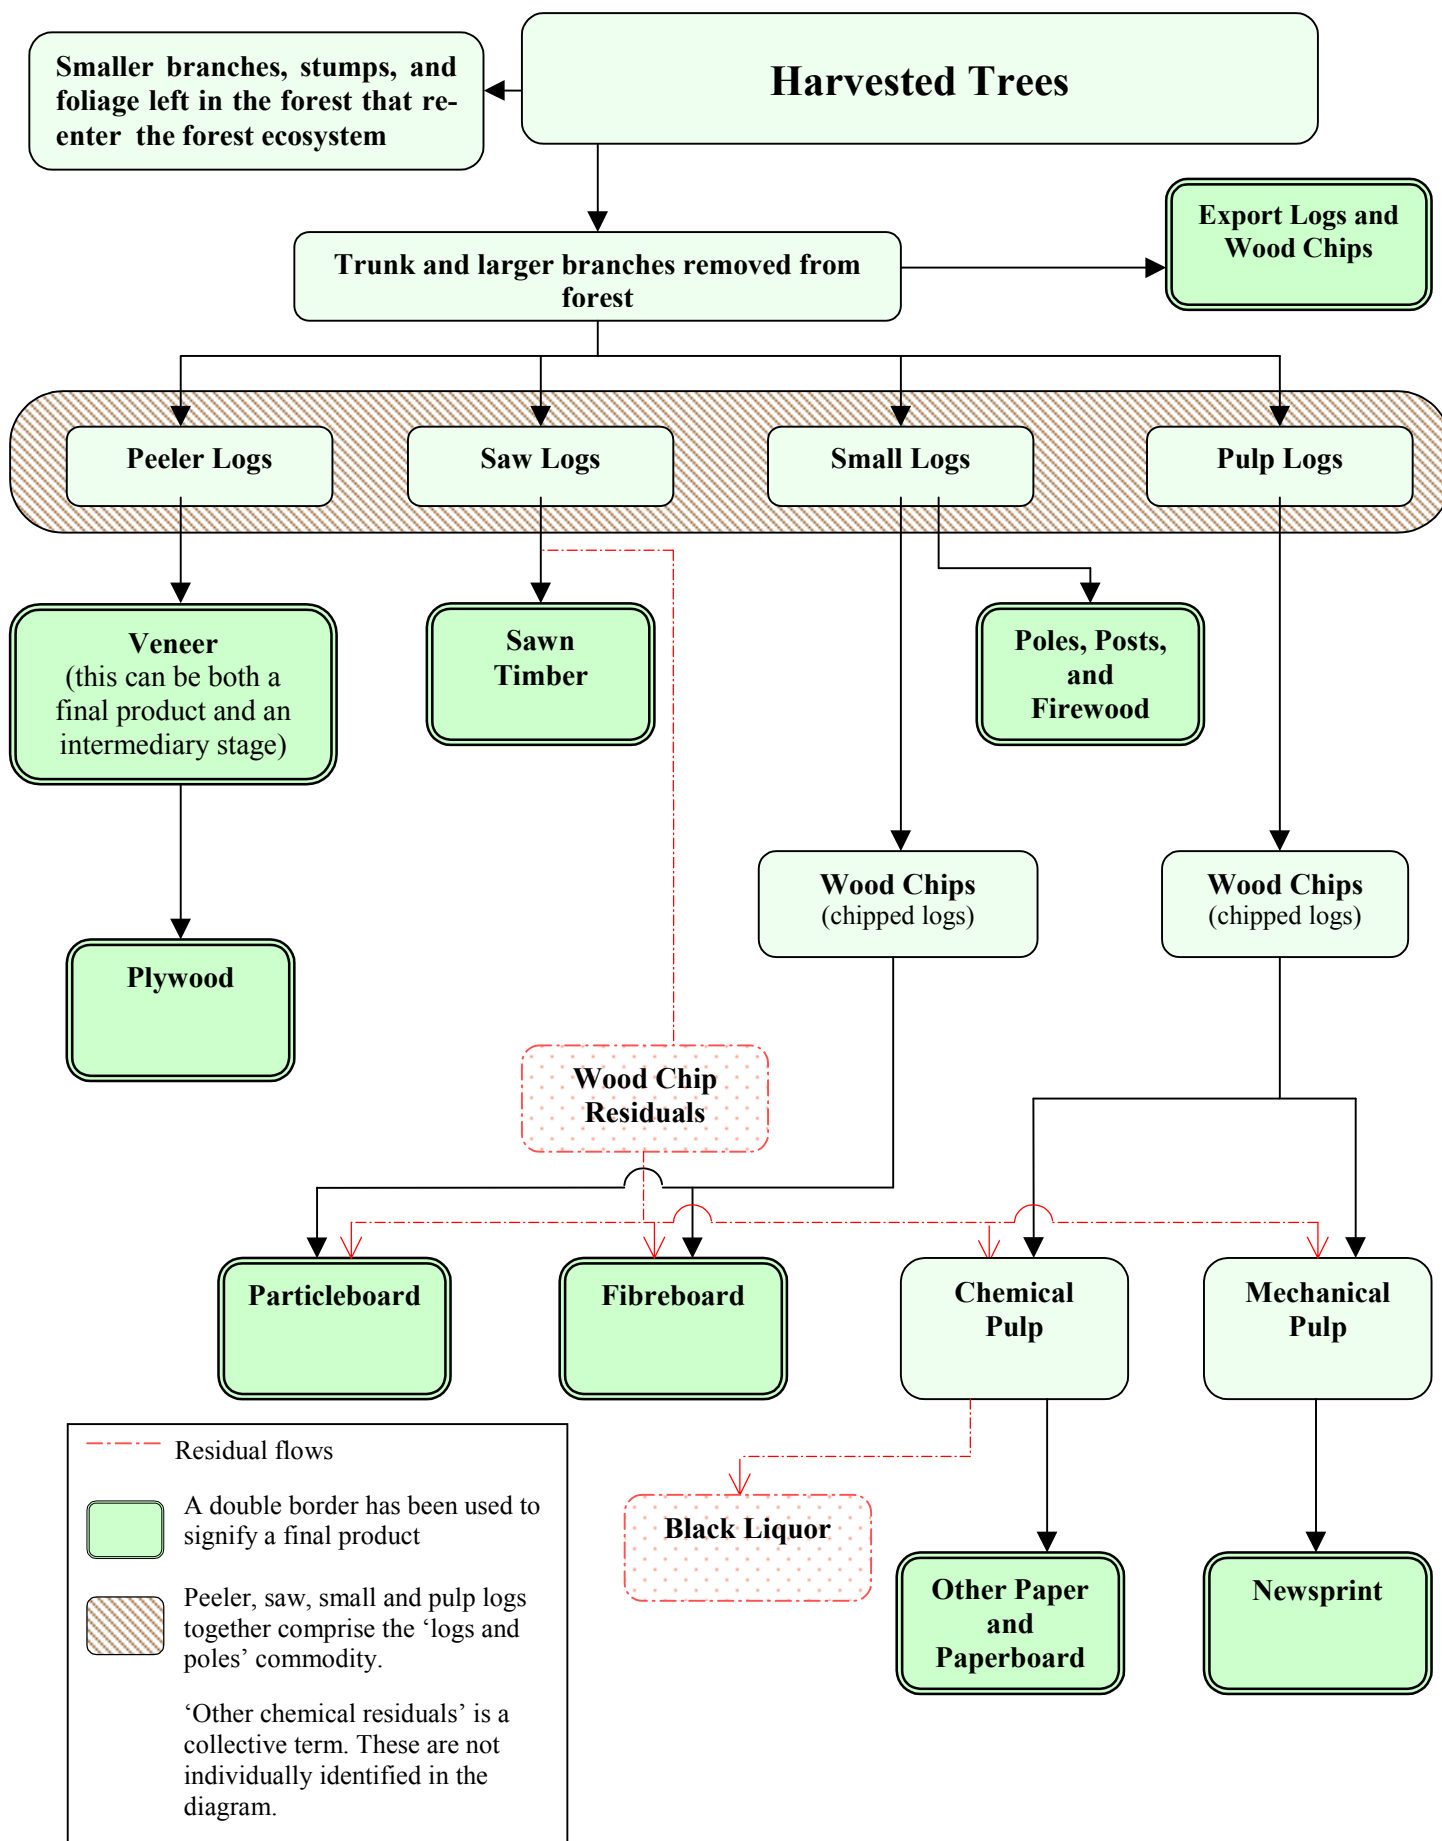 Harvested Trees
Smaller branches, stumps, and
foliage left in the forest that re-
enter the forest ecosystem
Export Logs and
Wood Chips
Trunk and larger branches removed from
forest
Peeler Logs
Saw Logs
Small Logs
Pulp Logs
Veneer
(this can be both a
final product and an
intermediary stage)
Sawn
Timber
Poles, Posts,
and
Firewood
Wood Chips
(chipped logs)
Wood Chips
(chipped logs)
Plywood
Wood Chip
Residuals
Particleboard
Fibreboard
Chemical
Pulp
Mechanical
Pulp
Black Liquor
Other Paper
and
Paperboard
Newsprint
Residual flows
A double border has been used to
signify a final product
Peeler, saw, small and pulp logs
together comprise the ‘logs and
poles’ commodity.
‘Other chemical residuals’ is a
collective term. These are not
individually identified in the
diagram.